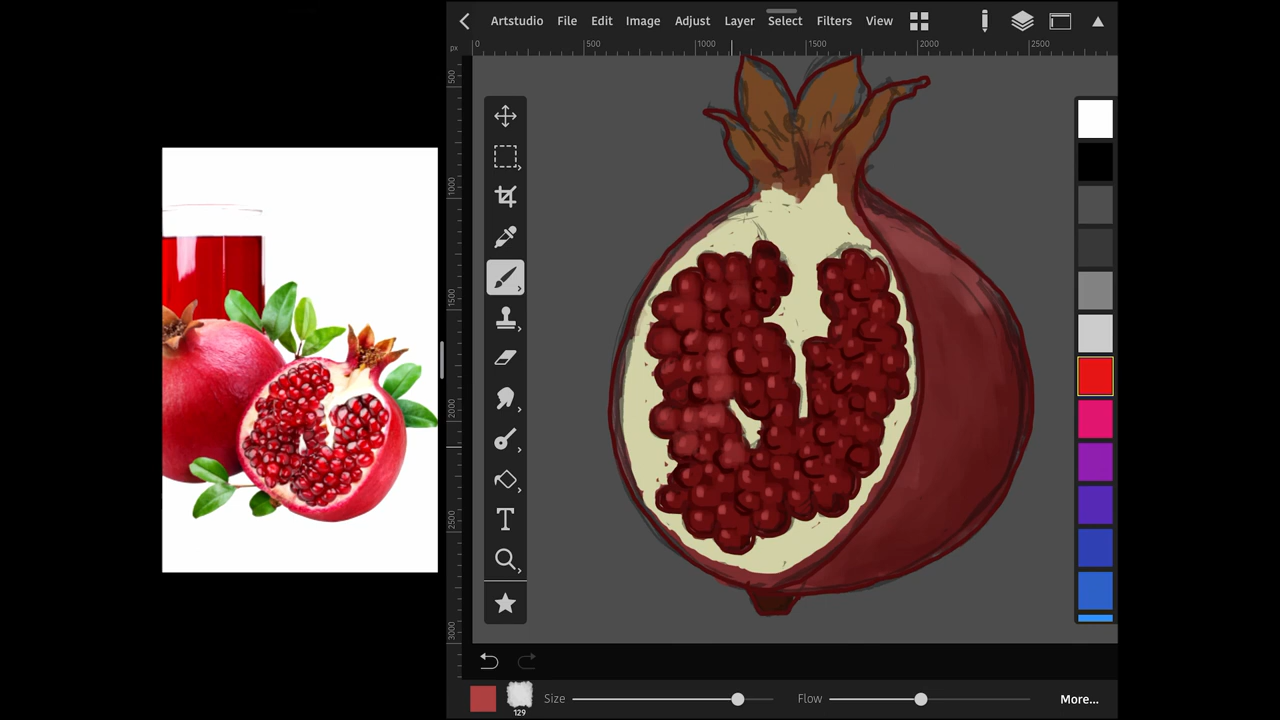 Artstudio File Edit Image Adjust Layer Select Filters View
px 0 500 1000 1500 2000 2500
500
1000
1500
2000
2500
3000
T
Size Flow More...
129